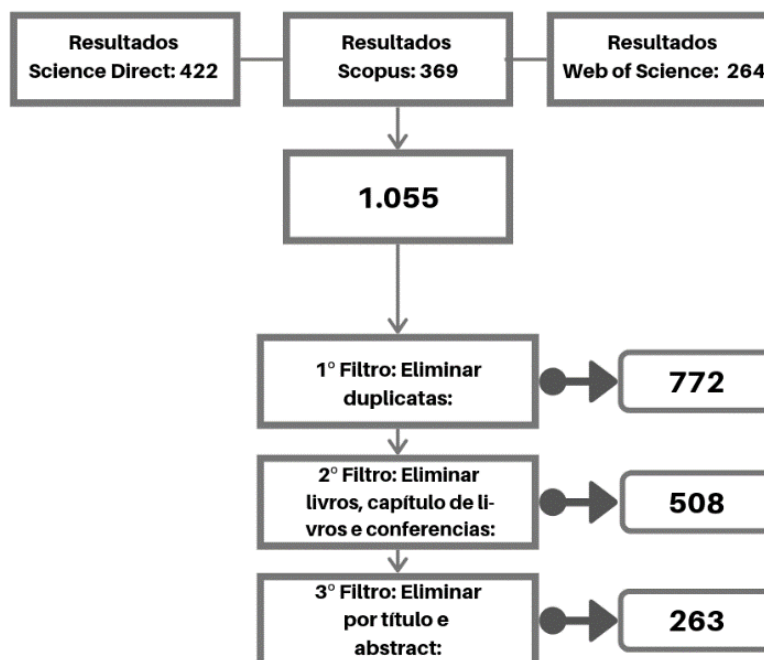 Resultados
Science Direct: 422
Resultados
Scopus: 369
Resultados
Web of Science: 264
1.055
1° Filtro: Eliminar
duplicatas:
772
2° Filtro: Eliminar
livros, capítulo de li-
vros e conferencias:
508
3° Filtro: Eliminar
por título e
abstract:
263